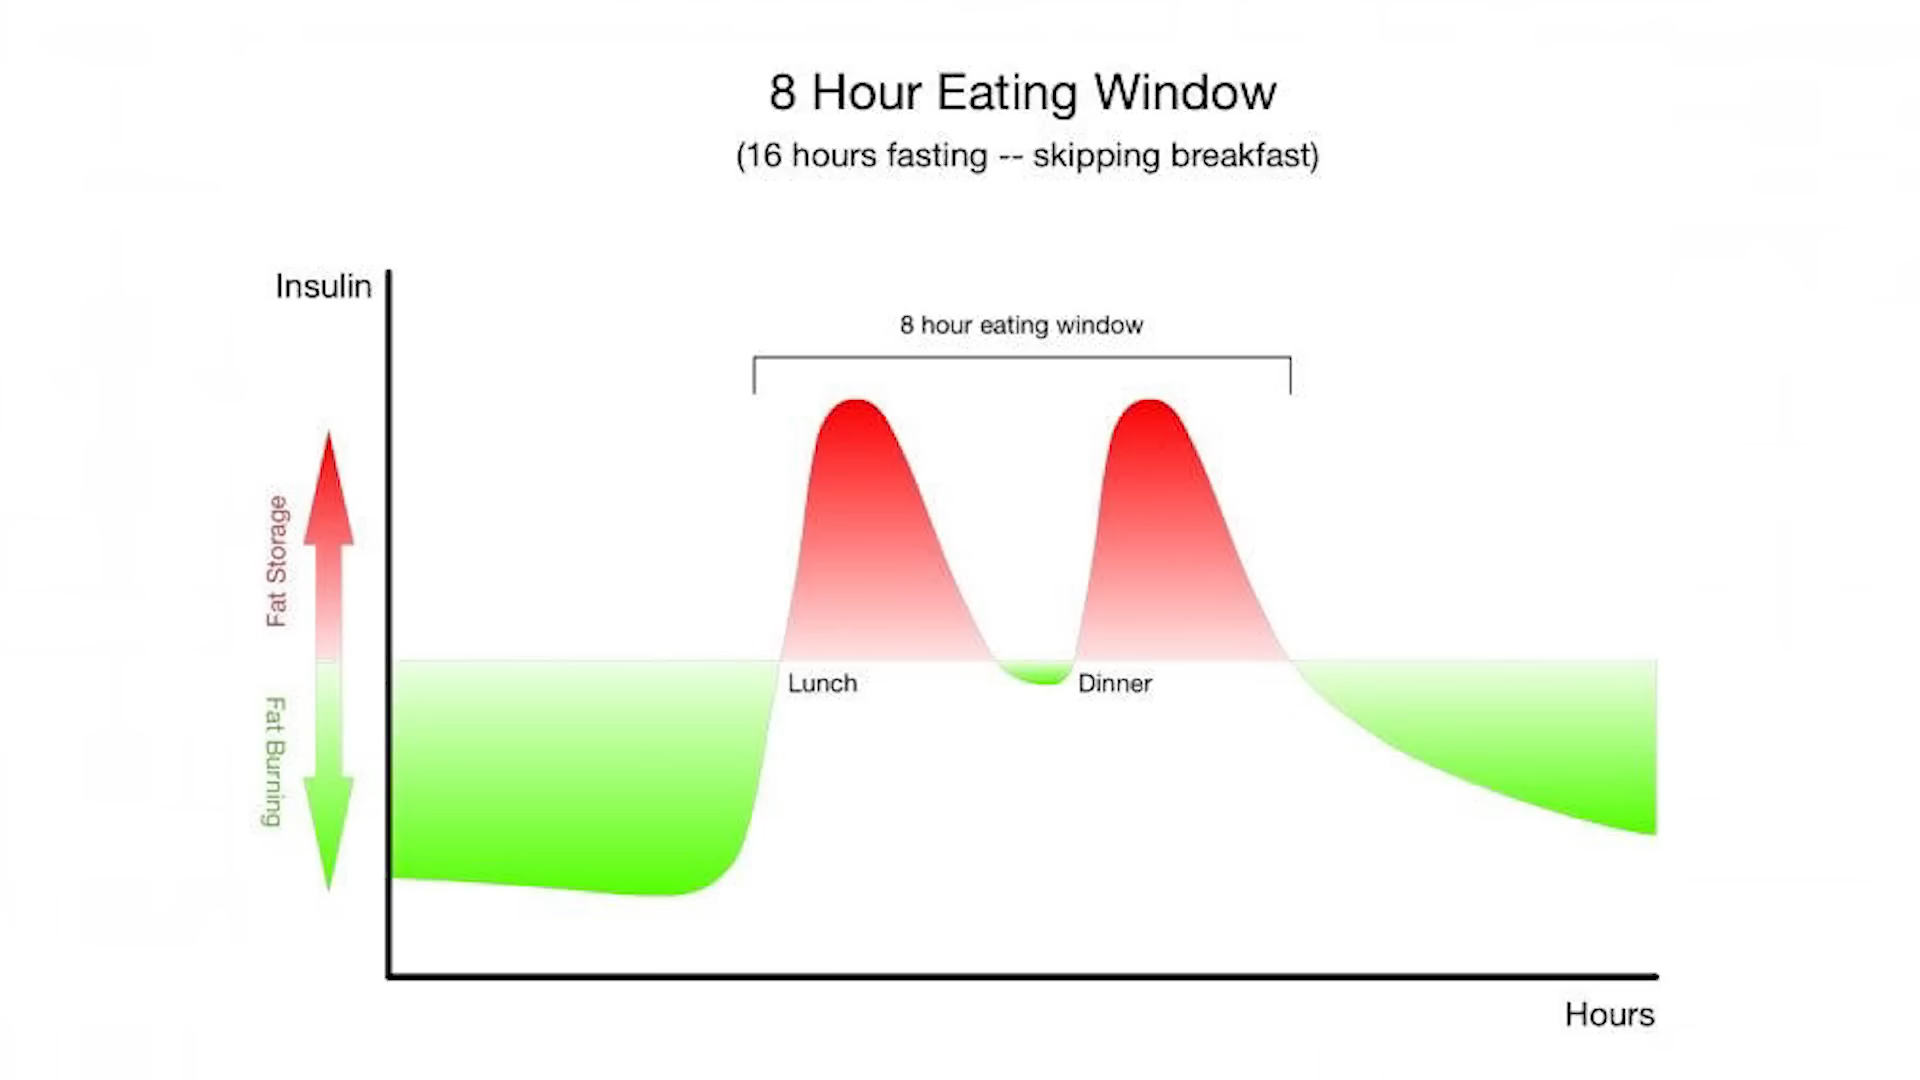 8 Hour Eating Window
(16 hours fasting -- skipping breakfast)
Insulin
8 hour eating window
Fat Storage
Fat Burning
Lunch
Dinner
Hours